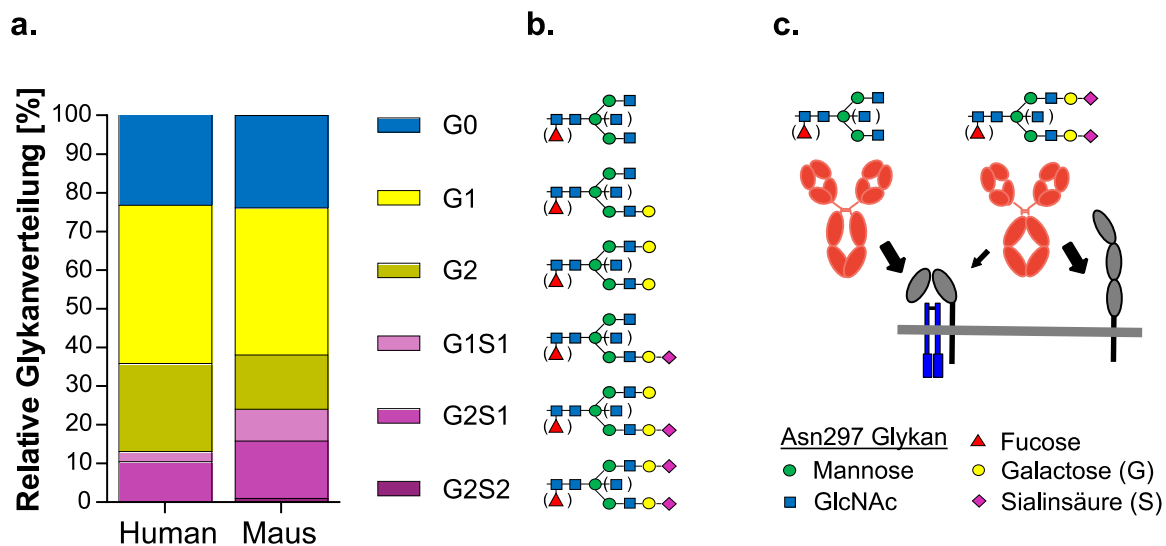 a.
Relative Glykanverteilung [%]
100
90
80
70
60
50
40
30
20
10
0
Human
Maus
G0
G1
G2
G1S1
G2S1
G2S2
b.
( )
( )
( )
( )
( )
( )
( )
( )
( )
( )
( )
( )
c.
( )
( )
( )
( )
Asn297 Glykan
Mannose
GlcNAc
Fucose
Galactose (G)
Sialinsäure (S)